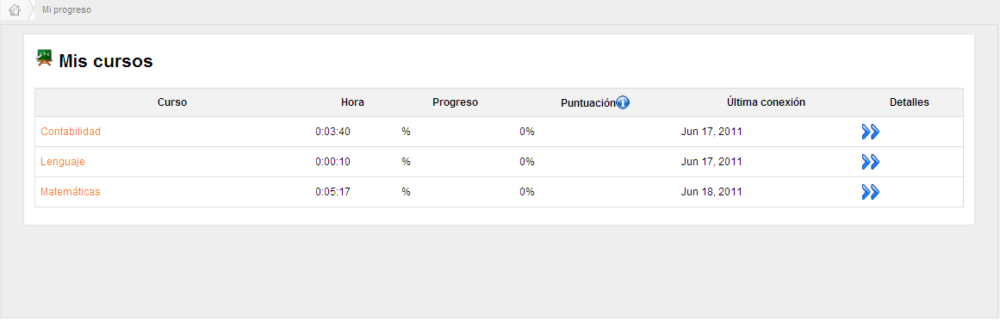 Mi progreso
Mis cursos
Curso Hora Progreso Puntuación Última conexión Detalles
Contabilidad 0:03:40 % 0% Jun 17, 2011
Lenguaje 0:00:10 % 0% Jun 17, 2011
Matemáticas 0:05:17 % 0% Jun 18, 2011